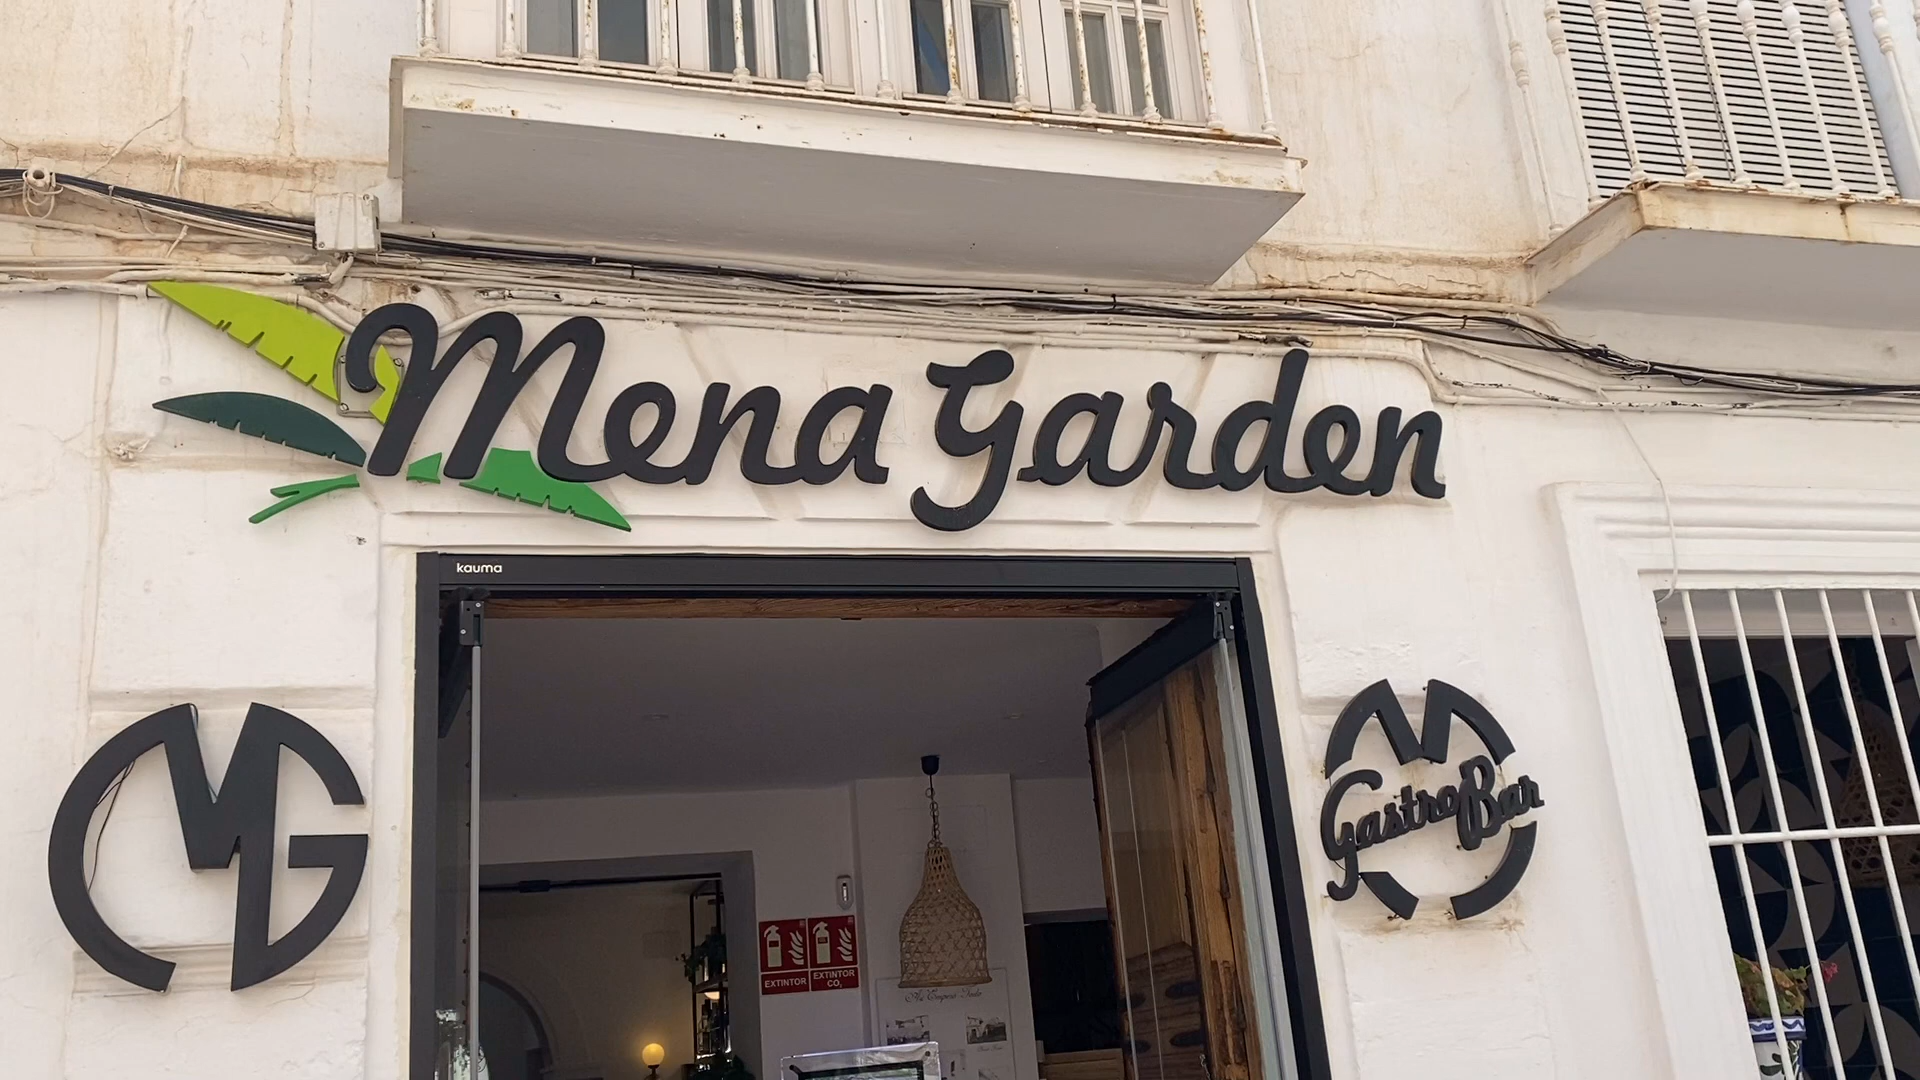 Mena Garden
kauma
MG
M
GastroBar
EXTINTOR
EXTINTOR
CO₂